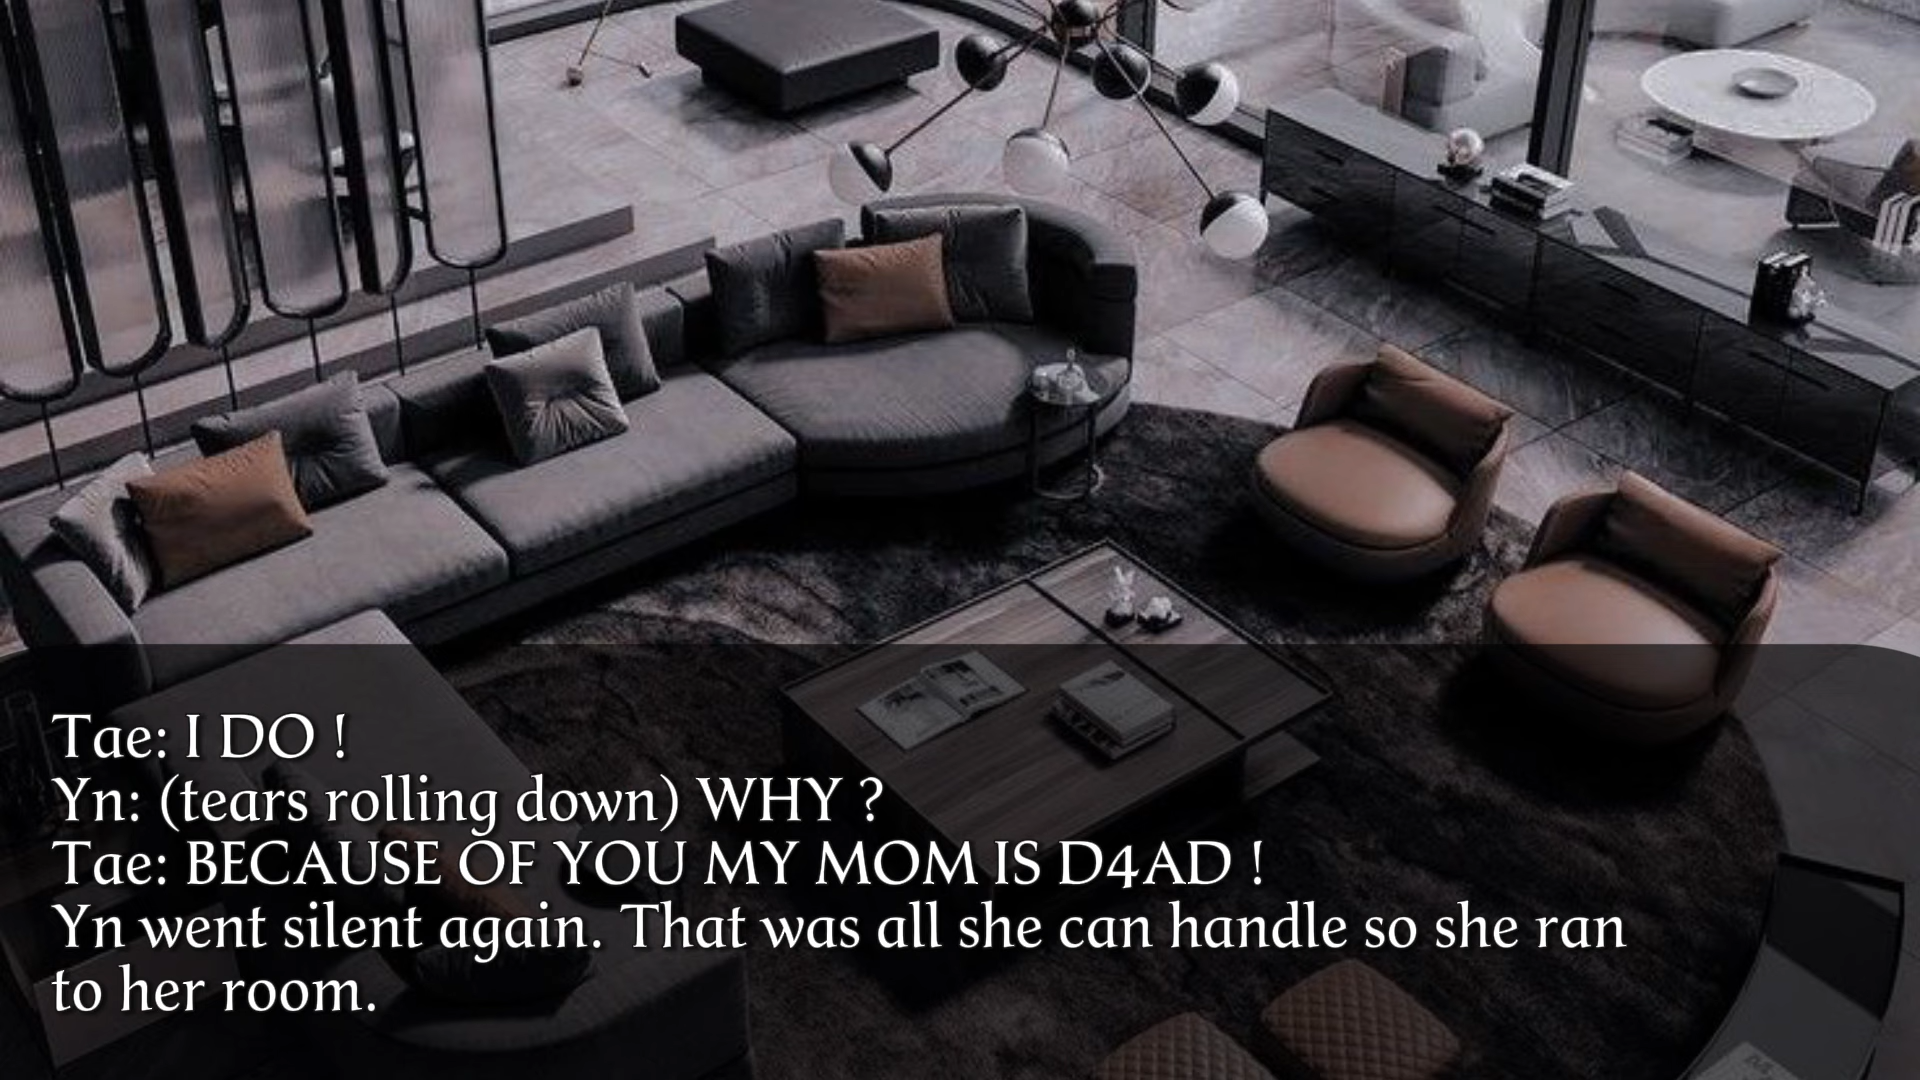 Tae: I DO !
Yn: (tears rolling down) WHY ?
Tae: BECAUSE OF YOU MY MOM IS D4AD !
Yn went silent again. That was all she can handle so she ran
to her room.